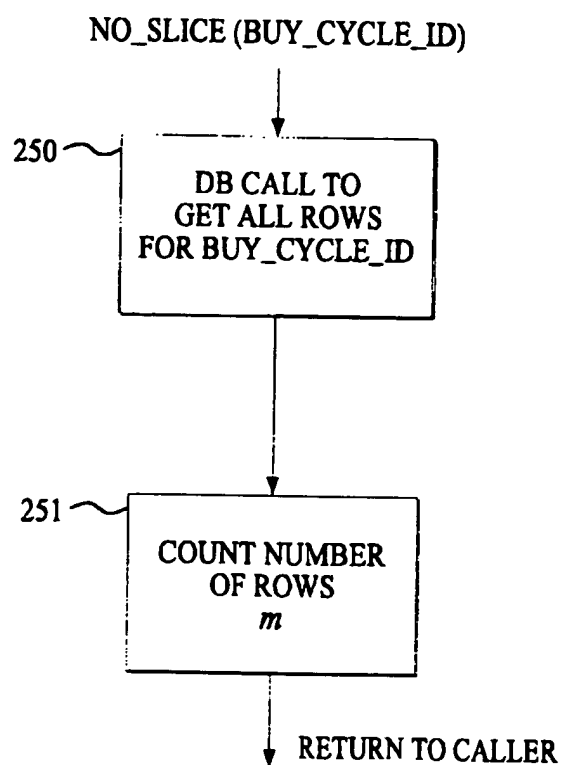 NO_SLICE (BUY_CYCLE_ID)
250
DB CALL TO
GET ALL ROWS
FOR BUY_CYCLE_ID
251
COUNT NUMBER
OF ROWS
m
RETURN TO CALLER